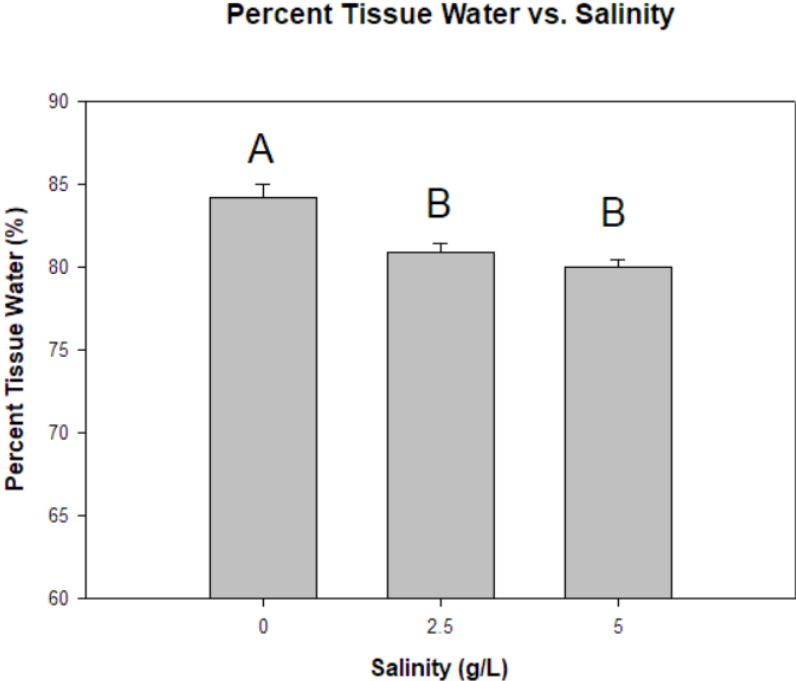 Percent Tissue Water vs. Salinity
90
85
80
75
70
65
60
Percent Tissue Water (%)
A
B
B
0
2.5
5
Salinity (g/L)